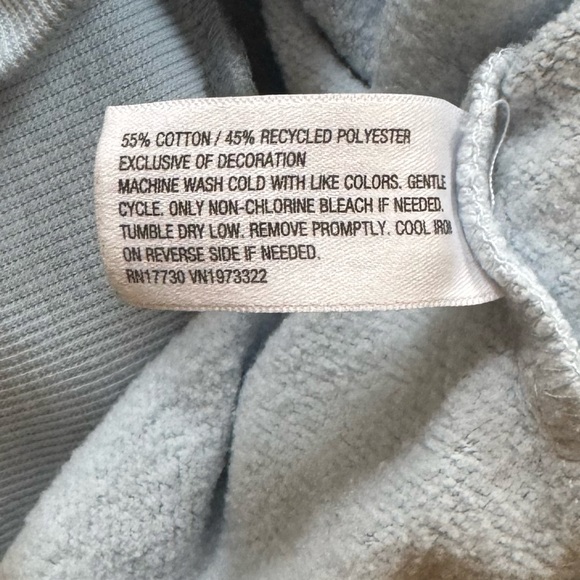 55% COTTON / 45% RECYCLED POLYESTER
EXCLUSIVE OF DECORATION
MACHINE WASH COLD WITH LIKE COLORS. GENTLE
CYCLE. ONLY NON-CHLORINE BLEACH IF NEEDED.
TUMBLE DRY LOW. REMOVE PROMPTLY. COOL IRON
ON REVERSE SIDE IF NEEDED.
RN17730 VN1973322